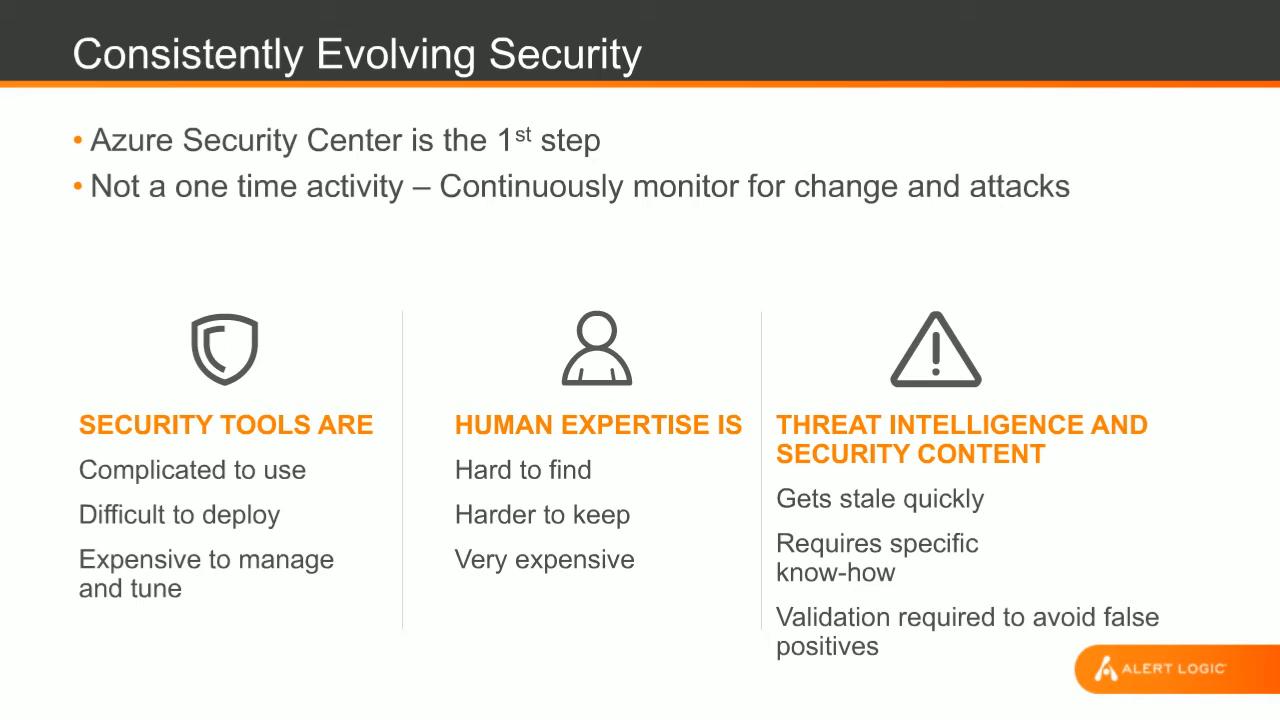 Consistently Evolving Security
• Azure Security Center is the 1st step
• Not a one time activity – Continuously monitor for change and attacks
SECURITY TOOLS ARE
Complicated to use
Difficult to deploy
Expensive to manage
and tune
HUMAN EXPERTISE IS
Hard to find
Harder to keep
Very expensive
THREAT INTELLIGENCE AND
SECURITY CONTENT
Gets stale quickly
Requires specific
know-how
Validation required to avoid false
positives
ALERT LOGIC